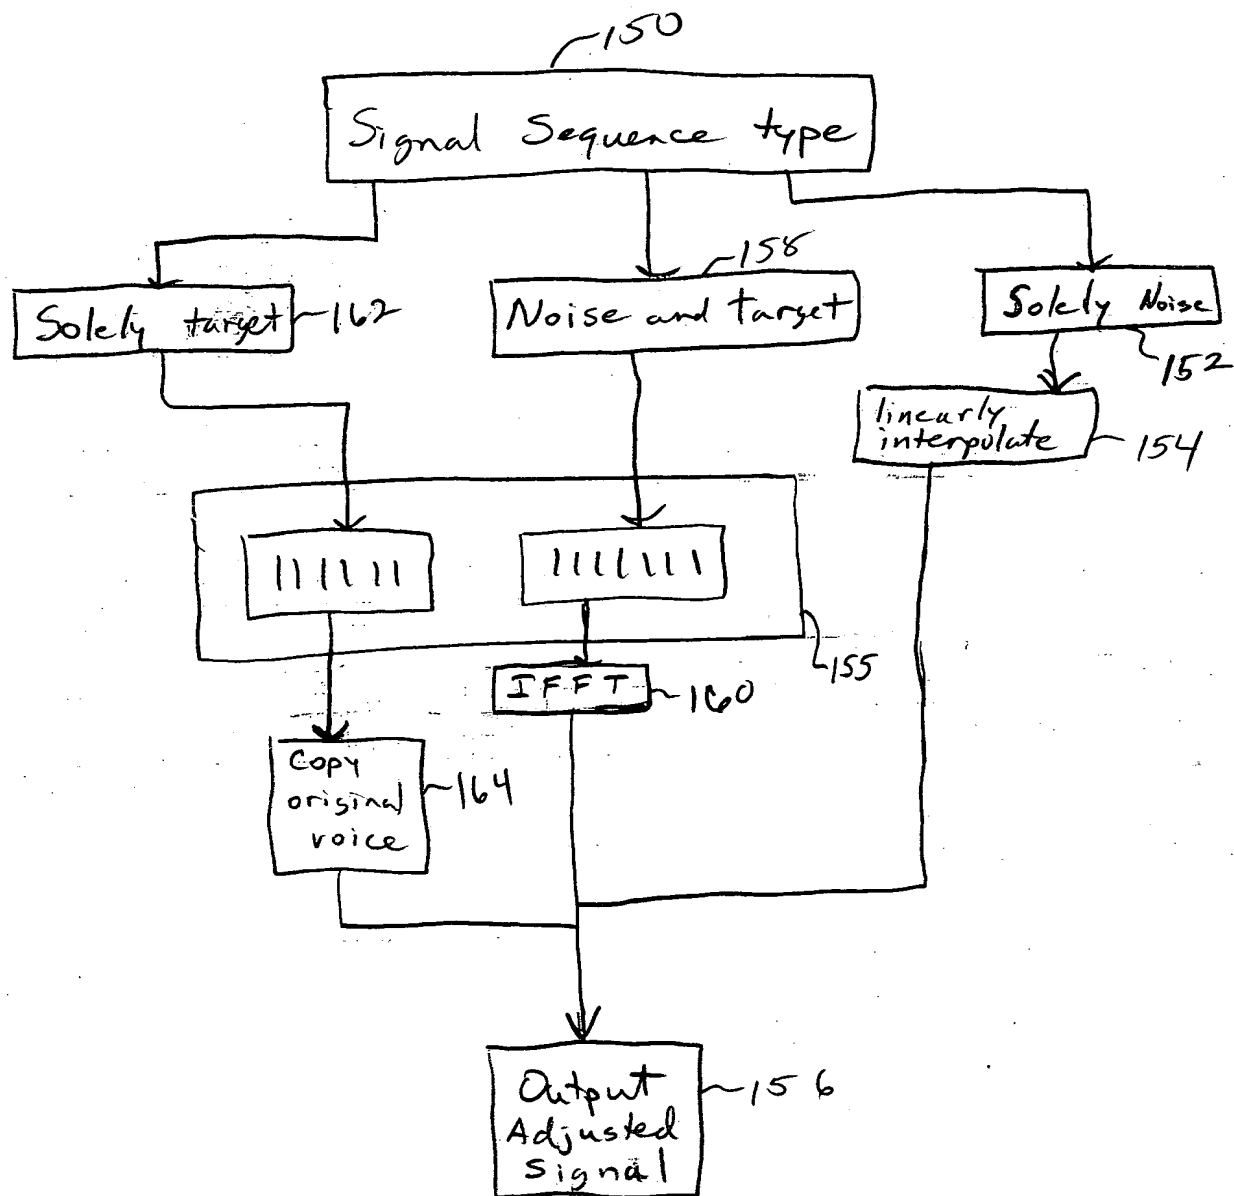 150
Signal Sequence type
158
Solely target 162
Noise and target
Solely Noise
152
linearly
interpolate 154
155
IFFT 160
Copy
original
voice
164
Output
Adjusted
Signal
156